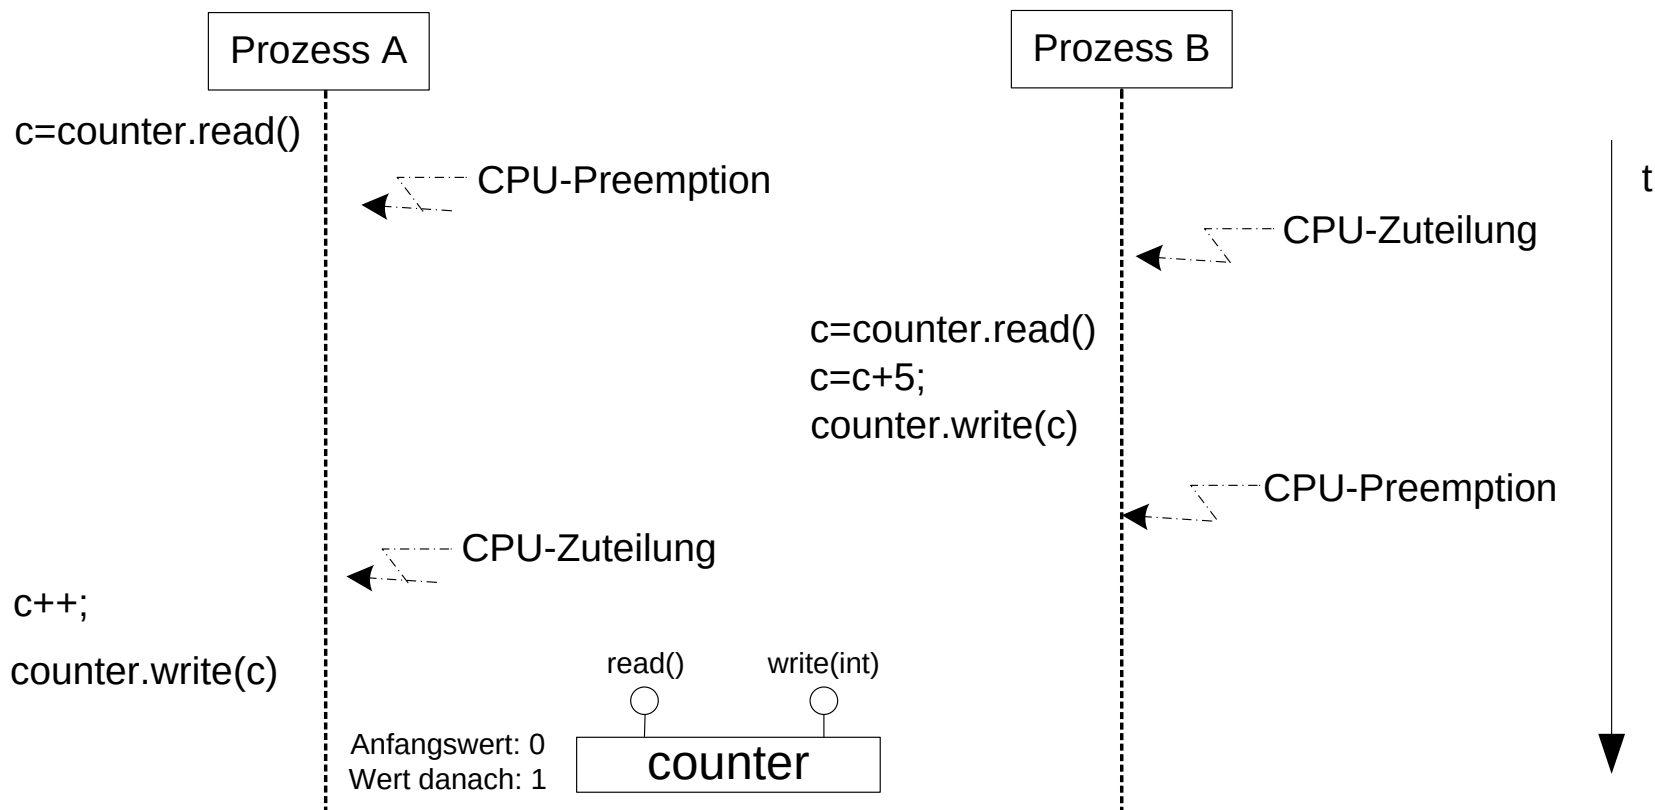 Prozess A
Prozess B
c=counter.read()
CPU-Preemption
t
CPU-Zuteilung
c=counter.read()
c=c+5;
counter.write(c)
CPU-Preemption
CPU-Zuteilung
c++;
counter.write(c)
read()
write(int)
Anfangswert: 0
Wert danach: 1
counter